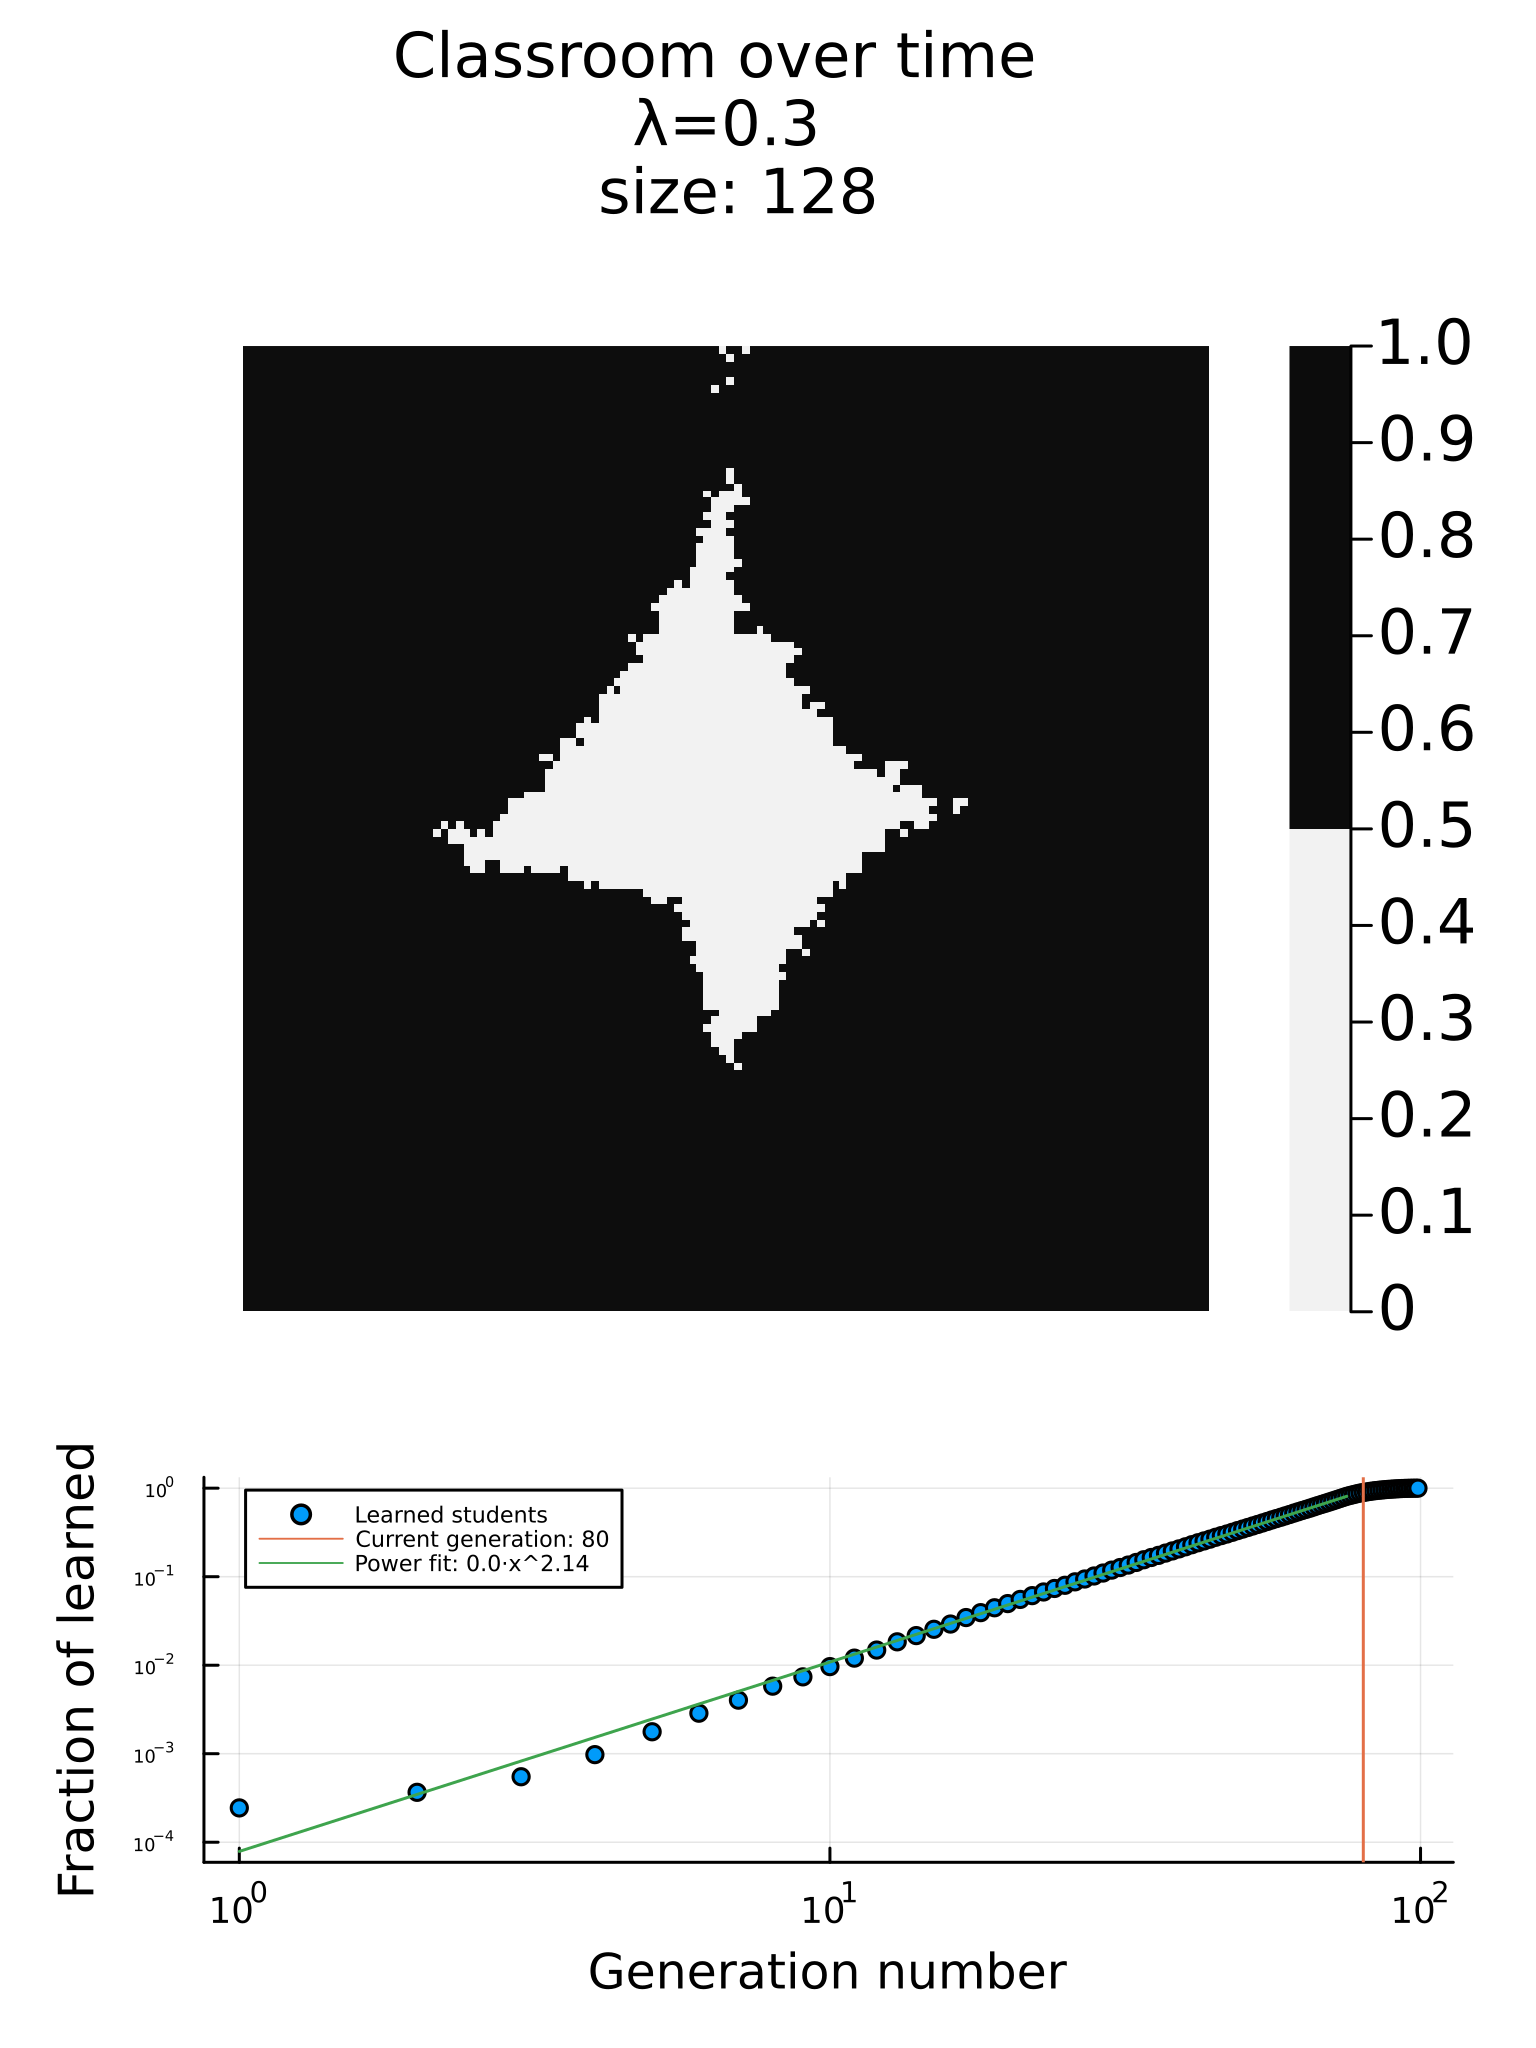 Classroom over time
λ=0.3
size: 128
1.0
0.9
0.8
0.7
0.6
0.5
0.4
0.3
0.2
0.1
0
Fraction of learned
10^0
10^-1
10^-2
10^-3
10^-4
Learned students
Current generation: 80
Power fit: 0.0·x^2.14
10^0
10^1
10^2
Generation number